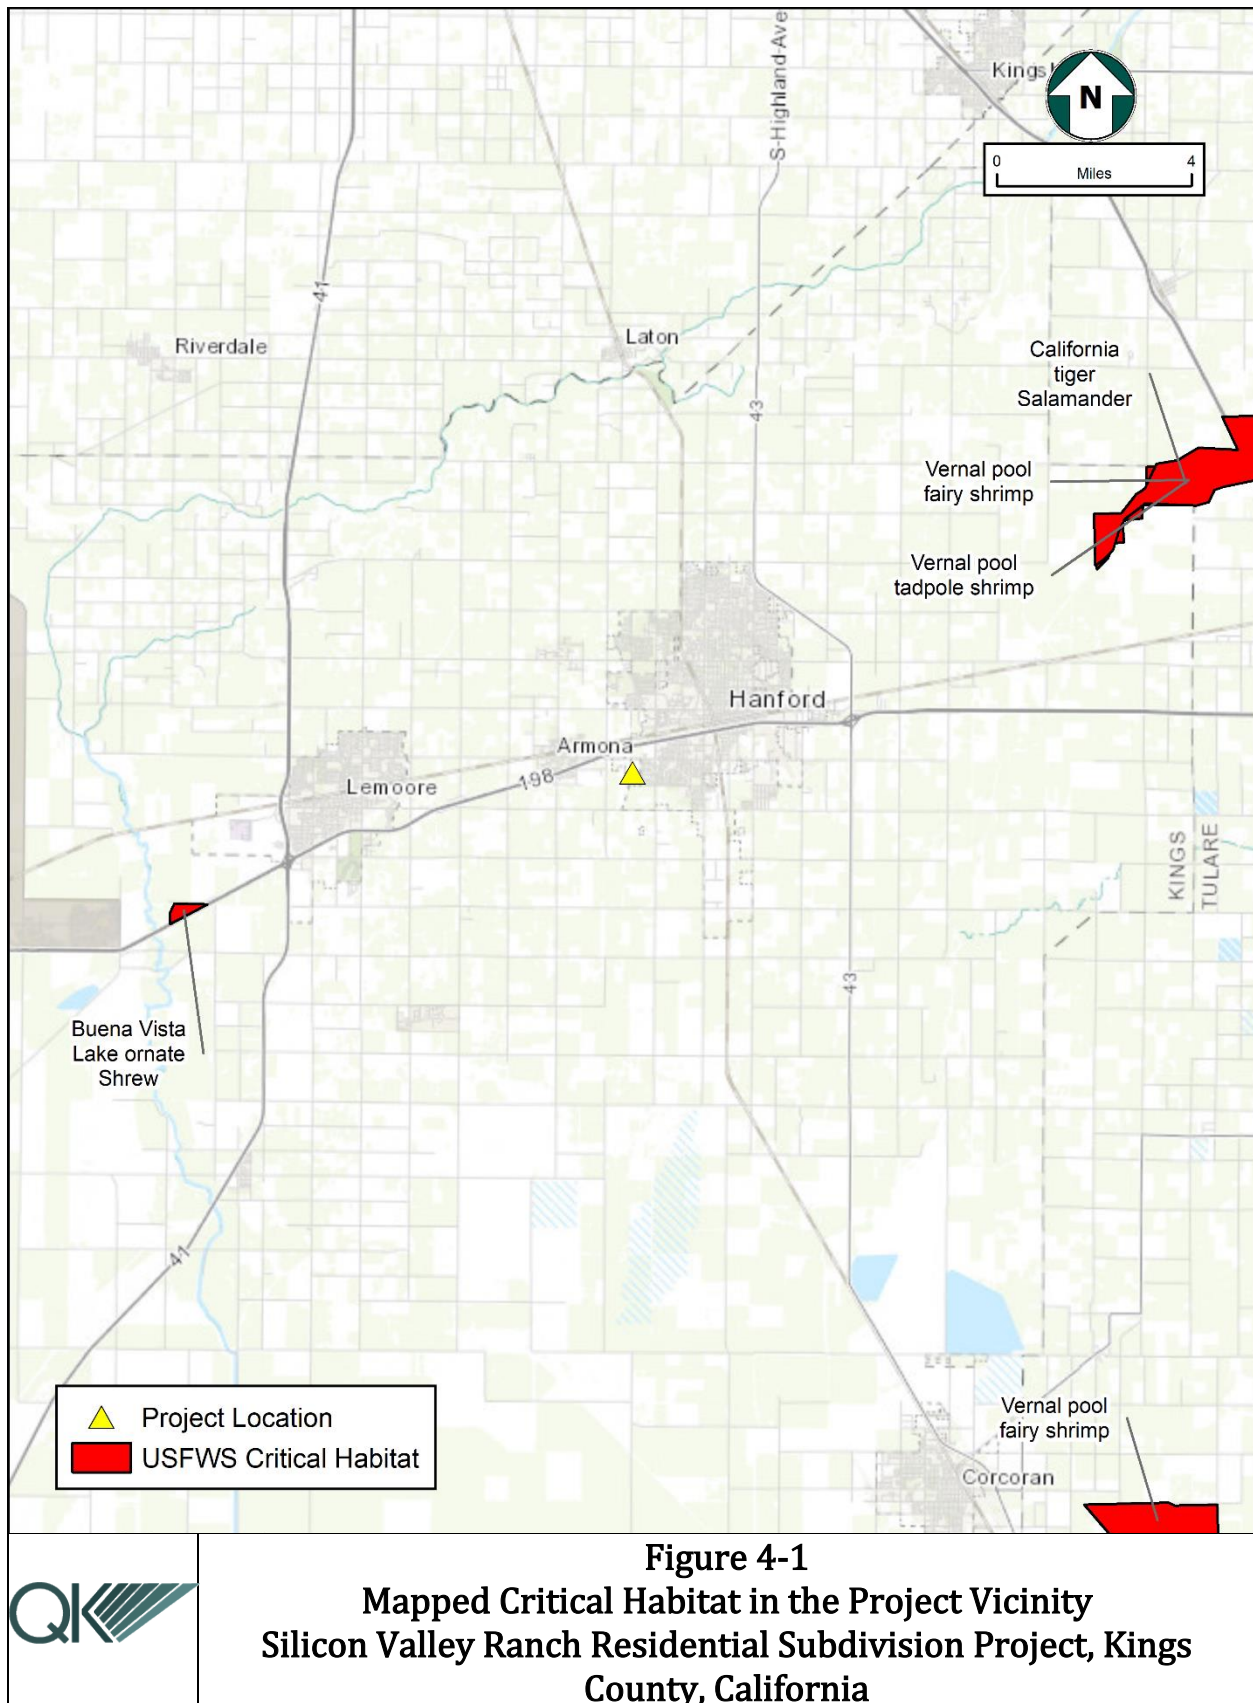 S-Highland-Ave
N
0 4
Miles
41
Riverdale
Laton
43
California
tiger
Salamander
Vernal pool
fairy shrimp
Vernal pool
tadpole shrimp
Hanford
Armona
198
Lemoore
KINGS
TULARE
43
Buena Vista
Lake ornate
Shrew
41
Vernal pool
fairy shrimp
Corcoran
Project Location
USFWS Critical Habitat
QK
Figure 4-1
Mapped Critical Habitat in the Project Vicinity
Silicon Valley Ranch Residential Subdivision Project, Kings
County, California